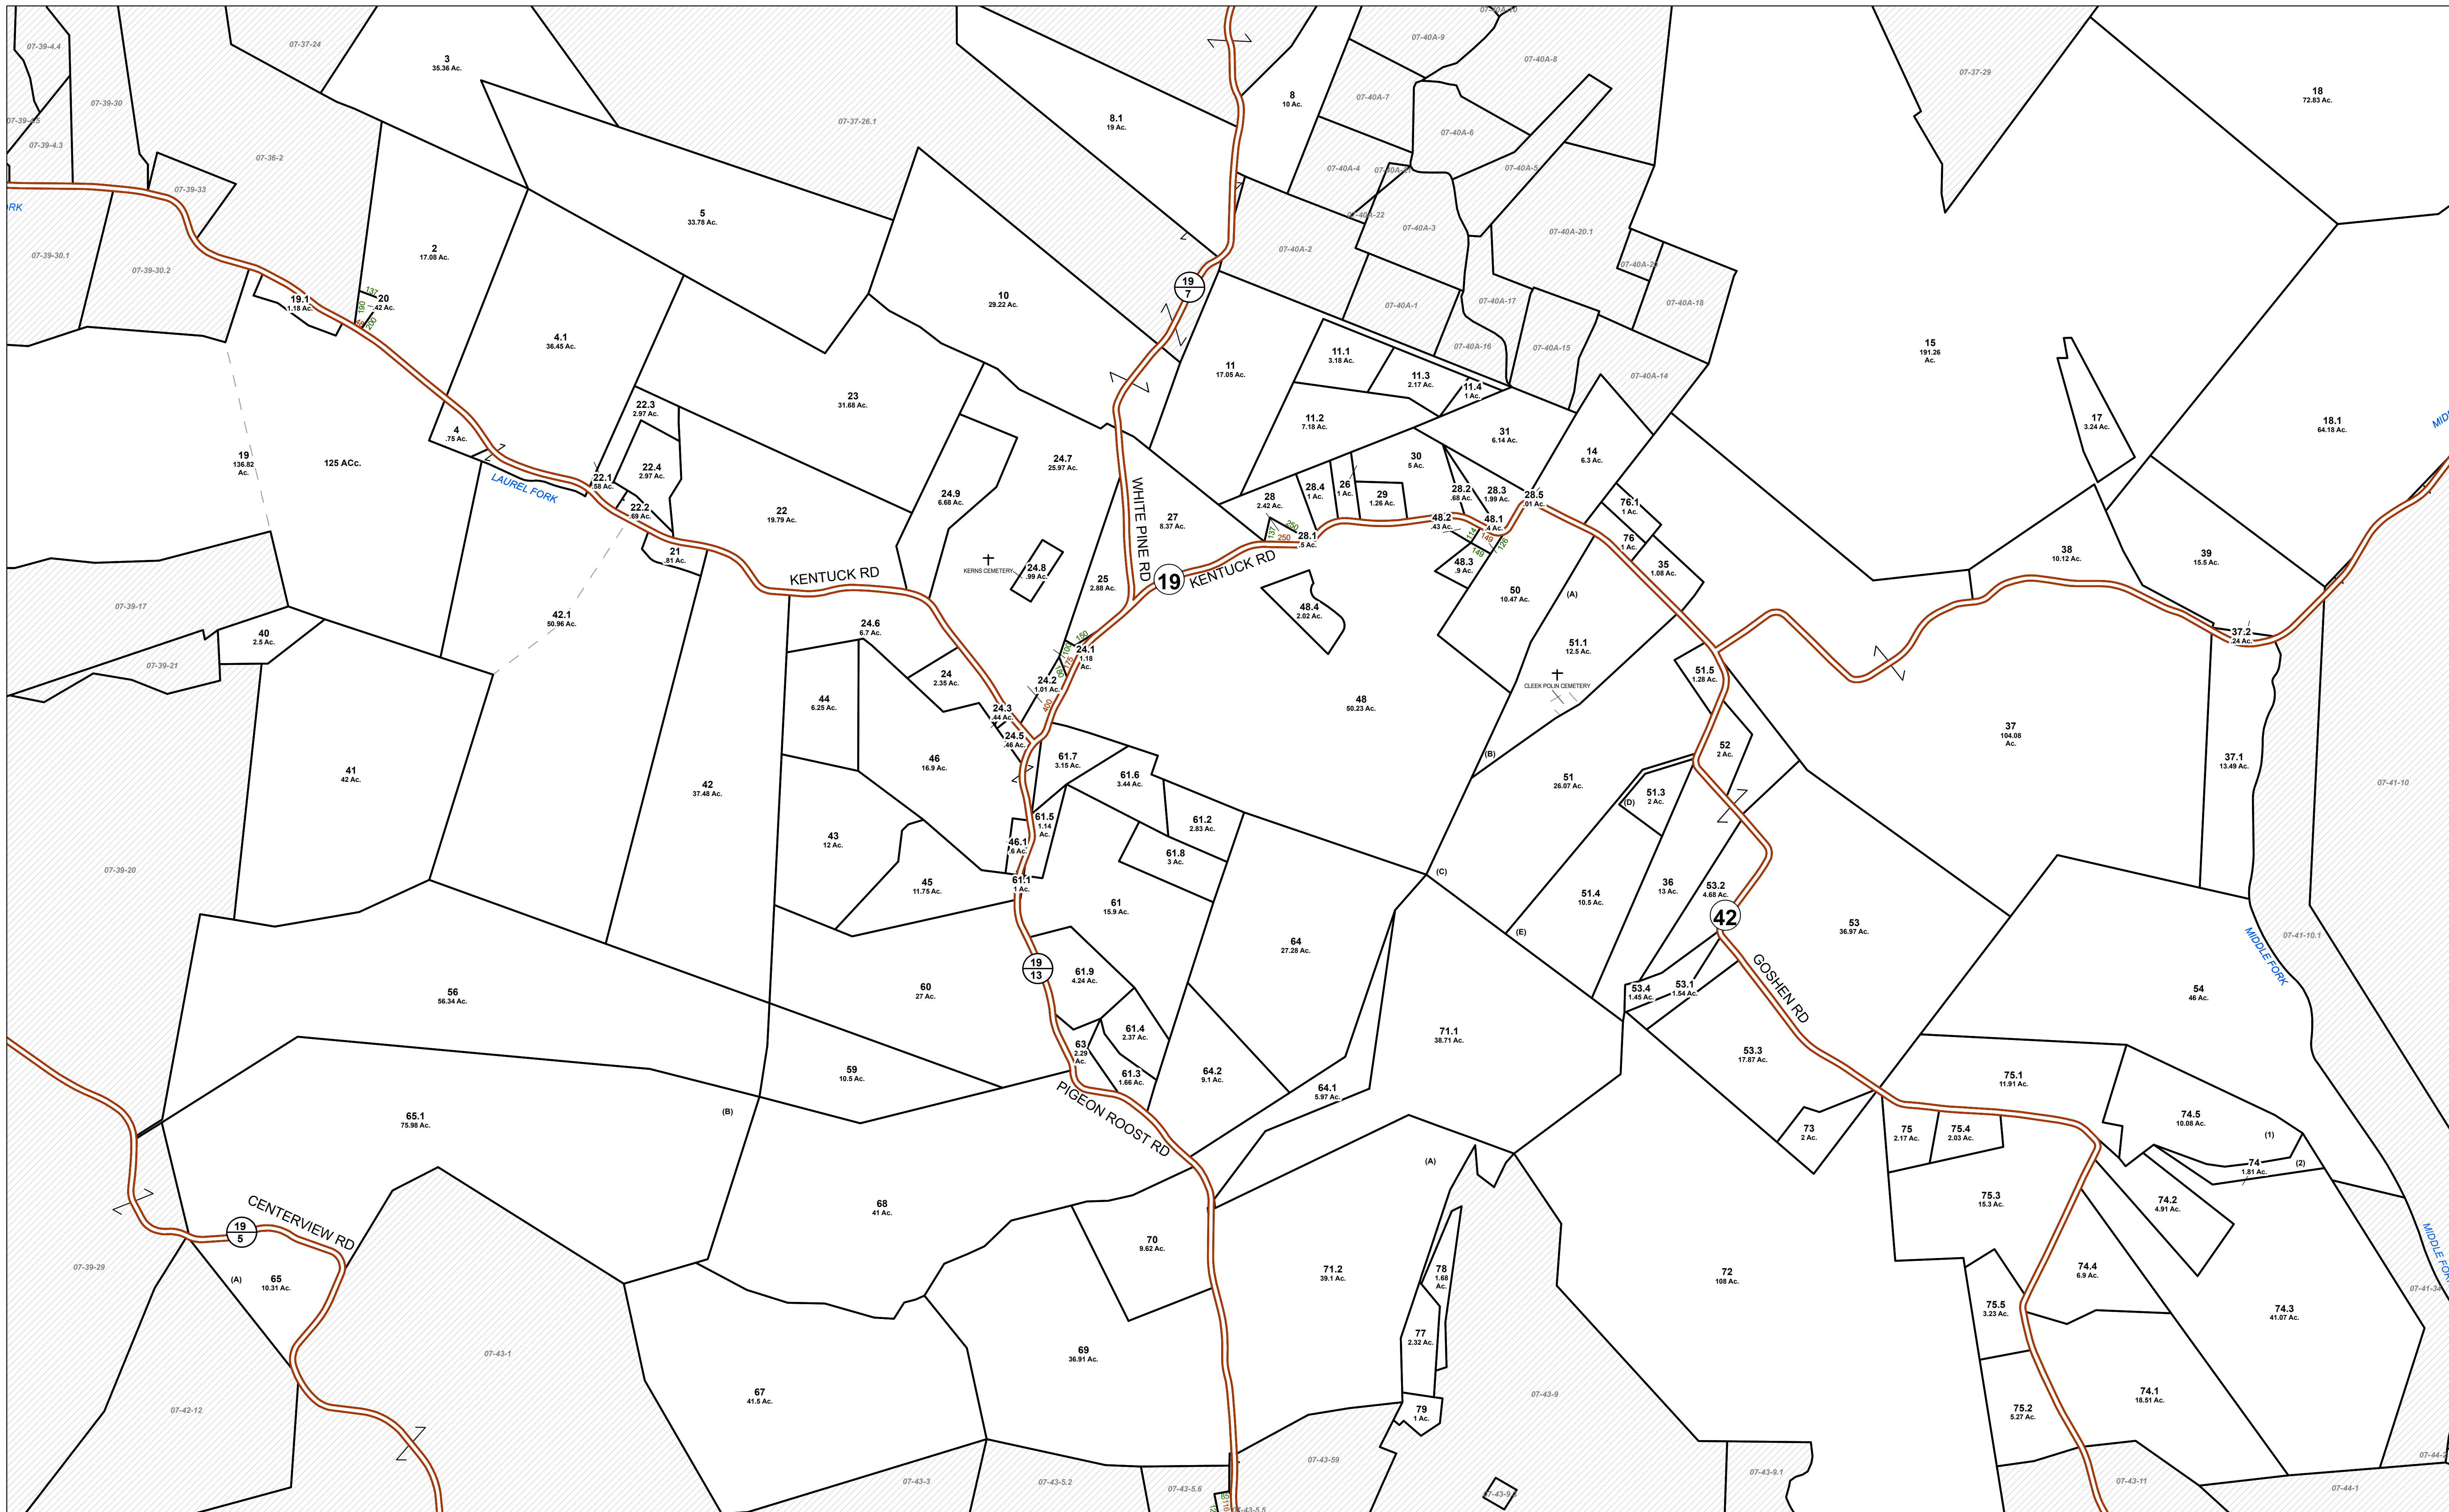 07-40A-10
07-39-4.4
07-37-24
3
35.36 Ac.
07-40A-9
07-40A-8
07-37-29
07-39-30
07-39-4.5
07-39-4.3
07-37-26.1
8.1
19 Ac.
8
10 Ac.
07-40A-7
07-40A-6
18
72.83 Ac.
07-36-2
07-39-33
07-40A-4
07-40A-5
07-40A-22
RK
5
33.78 Ac.
07-40A-3
07-40A-20.1
07-39-30.1
07-39-30.2
2
17.08 Ac.
07-40A-2
07-40A-18
19
7
19.1
1.18 Ac.
137
20
.42 Ac.
190
200
10
29.22 Ac.
07-40A-1
07-40A-17
07-40A-16
07-40A-15
07-40A-14
4.1
36.45 Ac.
15
191.26
Ac.
11
17.05 Ac.
11.1
3.18 Ac.
11.3
2.17 Ac.
11.4
1 Ac.
23
31.68 Ac.
22.3
2.97 Ac.
11.2
7.18 Ac.
31
6.14 Ac.
17
3.24 Ac.
18.1
64.18 Ac.
4
.75 Ac.
19
136.82
Ac.
125 ACc.
22.4
2.97 Ac.
24.7
25.97 Ac.
30
5 Ac.
14
6.3 Ac.
LAUREL FORK
22.1
.58 Ac.
22.2
.69 Ac.
22
19.79 Ac.
24.9
6.68 Ac.
WHITE PINE RD
27
8.37 Ac.
28
2.42 Ac.
28.4
1 Ac.
26
1 Ac.
29
1.26 Ac.
28.2
.68 Ac.
28.3
1.99 Ac.
28.5
.01 Ac.
76.1
1 Ac.
76
1 Ac.
137
250
250
28.1
.5 Ac.
48.2
.43 Ac.
48.1
.4 Ac.
114
149
149
126
21
.81 Ac.
KERNS CEMETERY
24.8
.99 Ac.
48.3
.9 Ac.
35
1.08 Ac.
38
10.12 Ac.
39
15.5 Ac.
KENTUCK RD
19
KENTUCK RD
25
2.88 Ac.
50
10.47 Ac.
(A)
07-39-17
40
2.5 Ac.
42.1
50.96 Ac.
24.6
6.7 Ac.
48.4
2.02 Ac.
150
100
175
180
24.1
1.18
Ac.
51.1
12.5 Ac.
37.2
.24 Ac.
07-39-21
24
2.35 Ac.
24.2
1.01 Ac.
CLEEK POLIN CEMETERY
51.5
1.28 Ac.
44
6.25 Ac.
24.3
.44 Ac.
400
48
50.23 Ac.
37
104.08
Ac.
24.5
.46 Ac.
(B)
52
2 Ac.
37.1
13.49 Ac.
41
42 Ac.
42
37.48 Ac.
46
16.9 Ac.
61.7
3.15 Ac.
61.6
3.44 Ac.
51
26.07 Ac.
51.3
2 Ac.
(D)
07-41-10
43
12 Ac.
61.5
1.14
Ac.
61.2
2.83 Ac.
46.1
.6 Ac.
61.8
3 Ac.
07-39-20
45
11.75 Ac.
61.1
1 Ac.
(C)
51.4
10.5 Ac.
36
13 Ac.
53.2
4.68 Ac.
61
15.9 Ac.
42
53
36.97 Ac.
(E)
64
27.28 Ac.
07-41-10.1
MIDDLE FORK
19
13
61.9
4.24 Ac.
GOSHEN RD
56
56.34 Ac.
60
27 Ac.
53.4
1.45 Ac.
53.1
1.54 Ac.
54
46 Ac.
61.4
2.37 Ac.
71.1
38.71 Ac.
63
2.29
Ac.
53.3
17.87 Ac.
59
10.5 Ac.
61.3
1.66 Ac.
64.2
9.1 Ac.
64.1
5.97 Ac.
75.1
11.91 Ac.
PIGEON ROOST RD
65.1
75.98 Ac.
(B)
73
2 Ac.
75
2.17 Ac.
75.4
2.03 Ac.
74.5
10.08 Ac.
(1)
(A)
74
1.81 Ac.
(2)
CENTERVIEW RD
19
5
68
41 Ac.
75.3
15.3 Ac.
74.2
4.91 Ac.
MIDDLE FORK
70
9.62 Ac.
07-39-29
(A)
65
10.31 Ac.
71.2
39.1 Ac.
78
1.68
Ac.
72
108 Ac.
74.4
6.9 Ac.
07-41-34
75.5
3.23 Ac.
74.3
41.07 Ac.
77
2.32 Ac.
07-43-1
69
36.91 Ac.
67
41.5 Ac.
07-43-9
74.1
18.51 Ac.
07-42-12
79
1 Ac.
75.2
5.27 Ac.
07-43-59
07-43-3
07-43-5.2
07-43-5.6
07-43-9.1
07-43-11
07-44-1
07-43-5.5